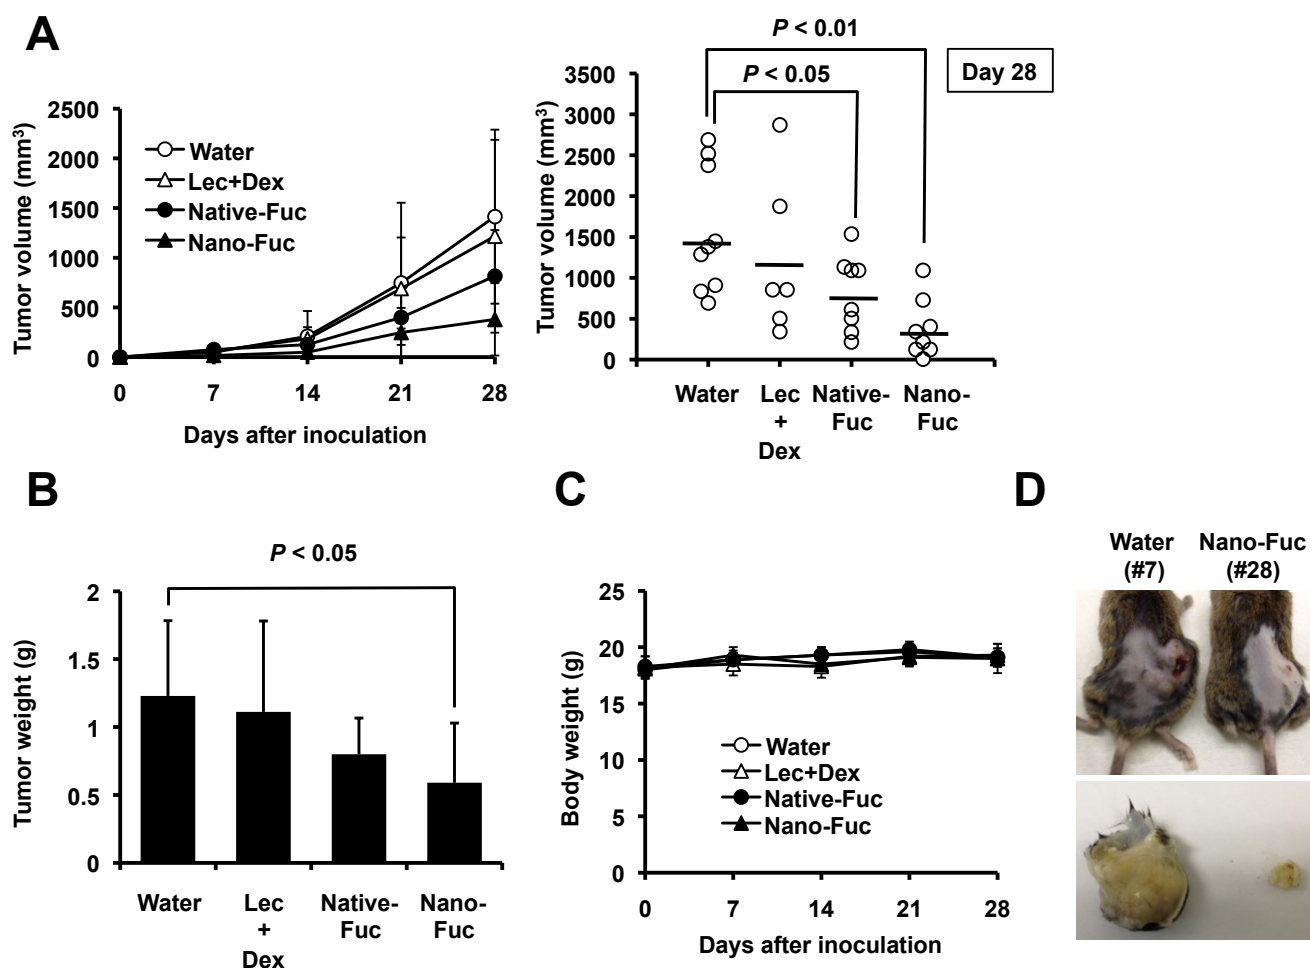 A
P < 0.01
P < 0.05
Day 28
Tumor volume (mm3)
2500
2000
1500
1000
500
0
Water
Lec+Dex
Native-Fuc
Nano-Fuc
0 7 14 21 28
Days after inoculation
Tumor volume (mm3)
3500
3000
2500
2000
1500
1000
500
0
Water Lec Native- Nano-
+ Fuc Fuc
Dex
B
P < 0.05
Tumor weight (g)
2
1.5
1
0.5
0
Water Lec Native- Nano-
+ Fuc Fuc
Dex
C
Body weight (g)
25
20
15
10
5
0
Water
Lec+Dex
Native-Fuc
Nano-Fuc
0 7 14 21 28
Days after inoculation
D
Water Nano-Fuc
(#7) (#28)